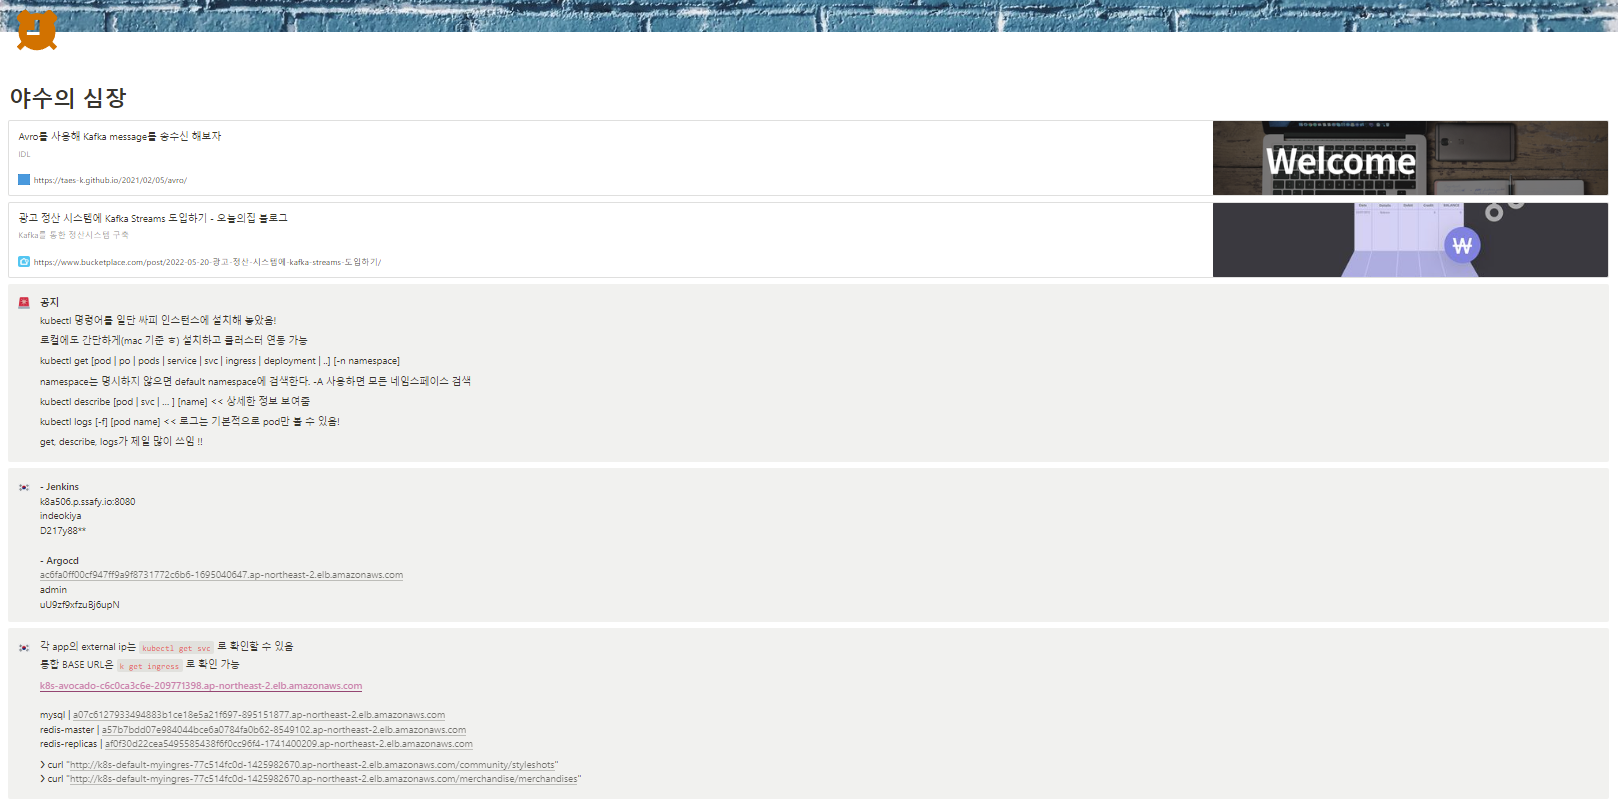 야수의 심장
Avro를 사용해 Kafka message를 송수신 해보자
IDL
https://taes-k.github.io/2021/02/05/avro/
Welcome
광고 정산 시스템에 Kafka Streams 도입하기 - 오늘의집 블로그
Kafka를 통한 정산시스템 구축
https://www.bucketplace.com/post/2022-05-20-광고-정산-시스템에-kafka-streams-도입하기/
₩
공지
kubectl 명령어를 일단 싸피 인스턴스에 설치해 놓았음!
로컬에도 간단하게(mac 기준 ㅎ) 설치하고 클러스터 연동 가능
kubectl get [pod | po | pods | service | svc | ingress | deployment | ..] [-n namespace]
namespace는 명시하지 않으면 default namespace에 검색한다. -A 사용하면 모든 네임스페이스 검색
kubectl describe [pod | svc | ... ] [name] << 상세한 정보 보여줌
kubectl logs [-f] [pod name] << 로그는 기본적으로 pod만 볼 수 있음!
get, describe, logs가 제일 많이 쓰임 !!
- Jenkins
k8a506.p.ssafy.io:8080
indeokiya
D217y88**
- Argocd
ac6fa0ff00cf947ff9a9f8731772c6b6-1695040647.ap-northeast-2.elb.amazonaws.com
admin
uU9zf9xfzuBj6upN
각 app의 external ip는 kubectl get svc 로 확인할 수 있음
통합 BASE URL은 k get ingress 로 확인 가능
k8s-avocado-c6c0ca3c6e-209771398.ap-northeast-2.elb.amazonaws.com
mysql | a07c6127933494883b1ce18e5a21f697-895151877.ap-northeast-2.elb.amazonaws.com
redis-master | a57b7bdd07e984044bce6a0784fa0b62-8549102.ap-northeast-2.elb.amazonaws.com
redis-replicas | af0f30d22cea5495585438f6f0cc96f4-1741400209.ap-northeast-2.elb.amazonaws.com
❯ curl "http://k8s-default-myingres-77c514fc0d-1425982670.ap-northeast-2.elb.amazonaws.com/community/styleshots"
❯ curl "http://k8s-default-myingres-77c514fc0d-1425982670.ap-northeast-2.elb.amazonaws.com/merchandise/merchandises"